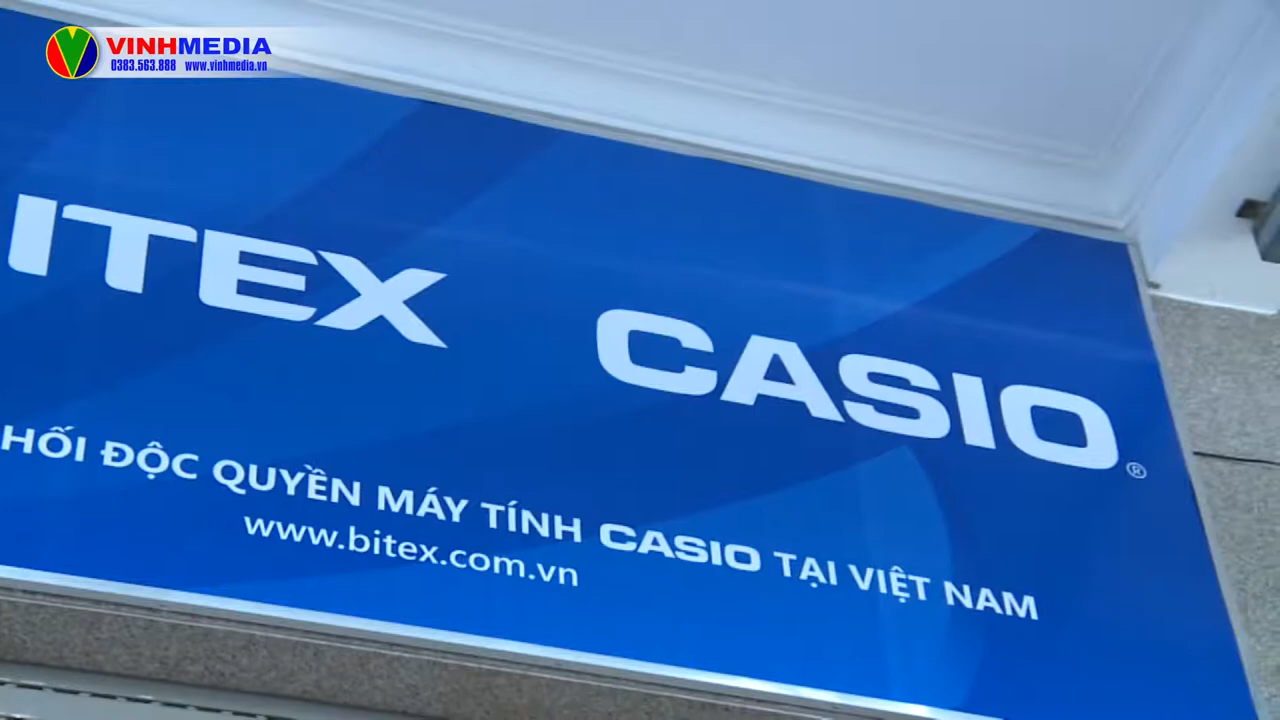 VINHMEDIA
0383.563.888 www.vinhmedia.vn
ITEX CASIO®
HỐI ĐỘC QUYỀN MÁY TÍNH CASIO TẠI VIỆT NAM
www.bitex.com.vn